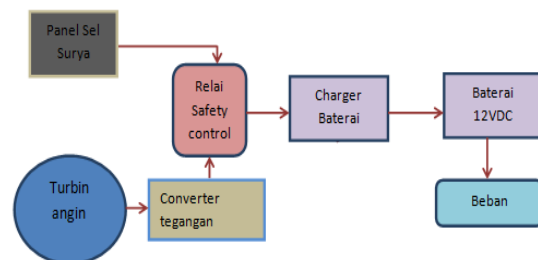 Panel Sel
Surya
Relai
Safety
control
Charger
Baterai
Baterai
12VDC
Turbin
angin
Converter
tegangan
Beban